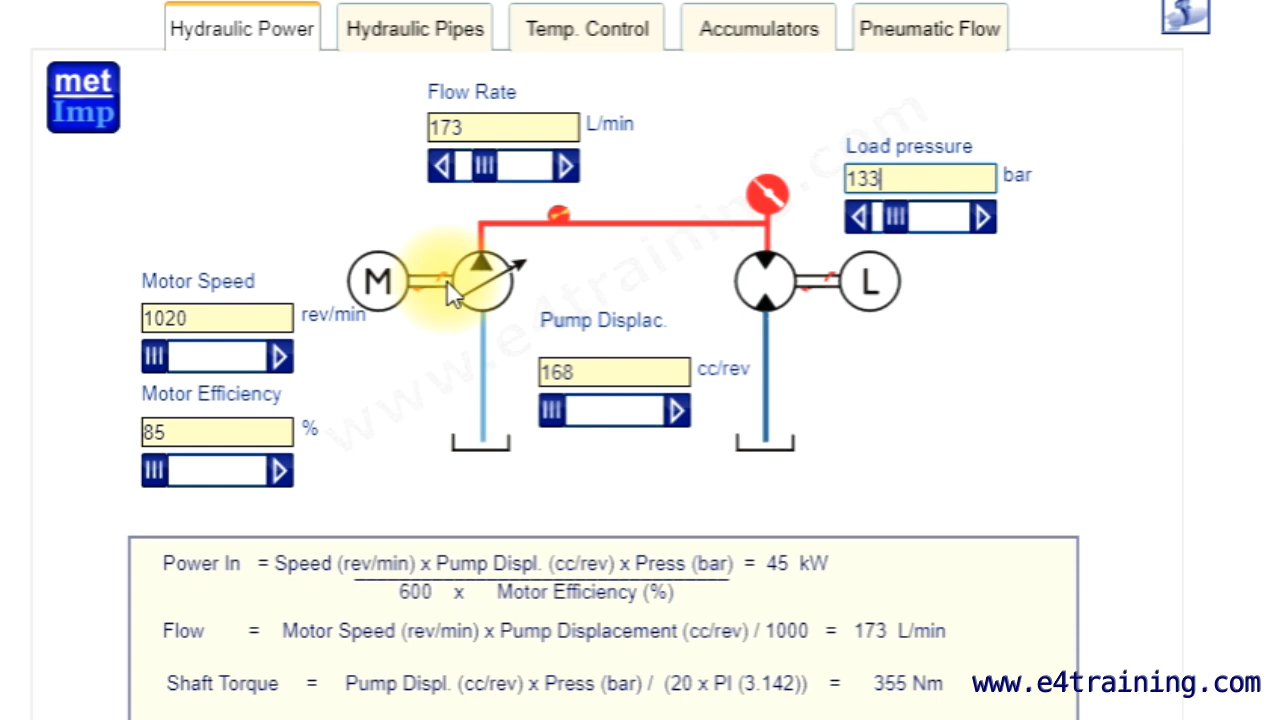 Hydraulic Power
Hydraulic Pipes
Temp. Control
Accumulators
Pneumatic Flow
met
Imp
Flow Rate
173 L/min
Load pressure
133 bar
Motor Speed
1020 rev/min
M
L
Pump Displac.
168 cc/rev
Motor Efficiency
85 %
www.e4training.com
Power In = Speed (rev/min) x Pump Displ. (cc/rev) x Press (bar) = 45 kW
600 x Motor Efficiency (%)
Flow = Motor Speed (rev/min) x Pump Displacement (cc/rev) / 1000 = 173 L/min
Shaft Torque = Pump Displ. (cc/rev) x Press (bar) / (20 x PI (3.142)) = 355 Nm
www.e4training.com